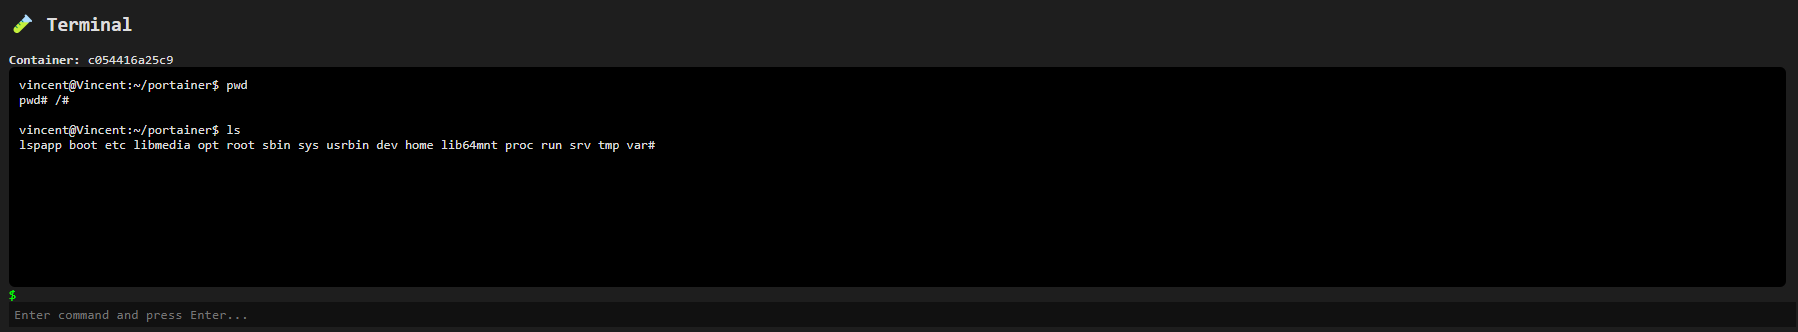 Terminal
Container: c054416a25c9
vincent@Vincent:~/portainer$ pwd
pwd# /#
vincent@Vincent:~/portainer$ ls
lspapp boot etc libmedia opt root sbin sys usrbin dev home lib64mnt proc run srv tmp var#
$
Enter command and press Enter...